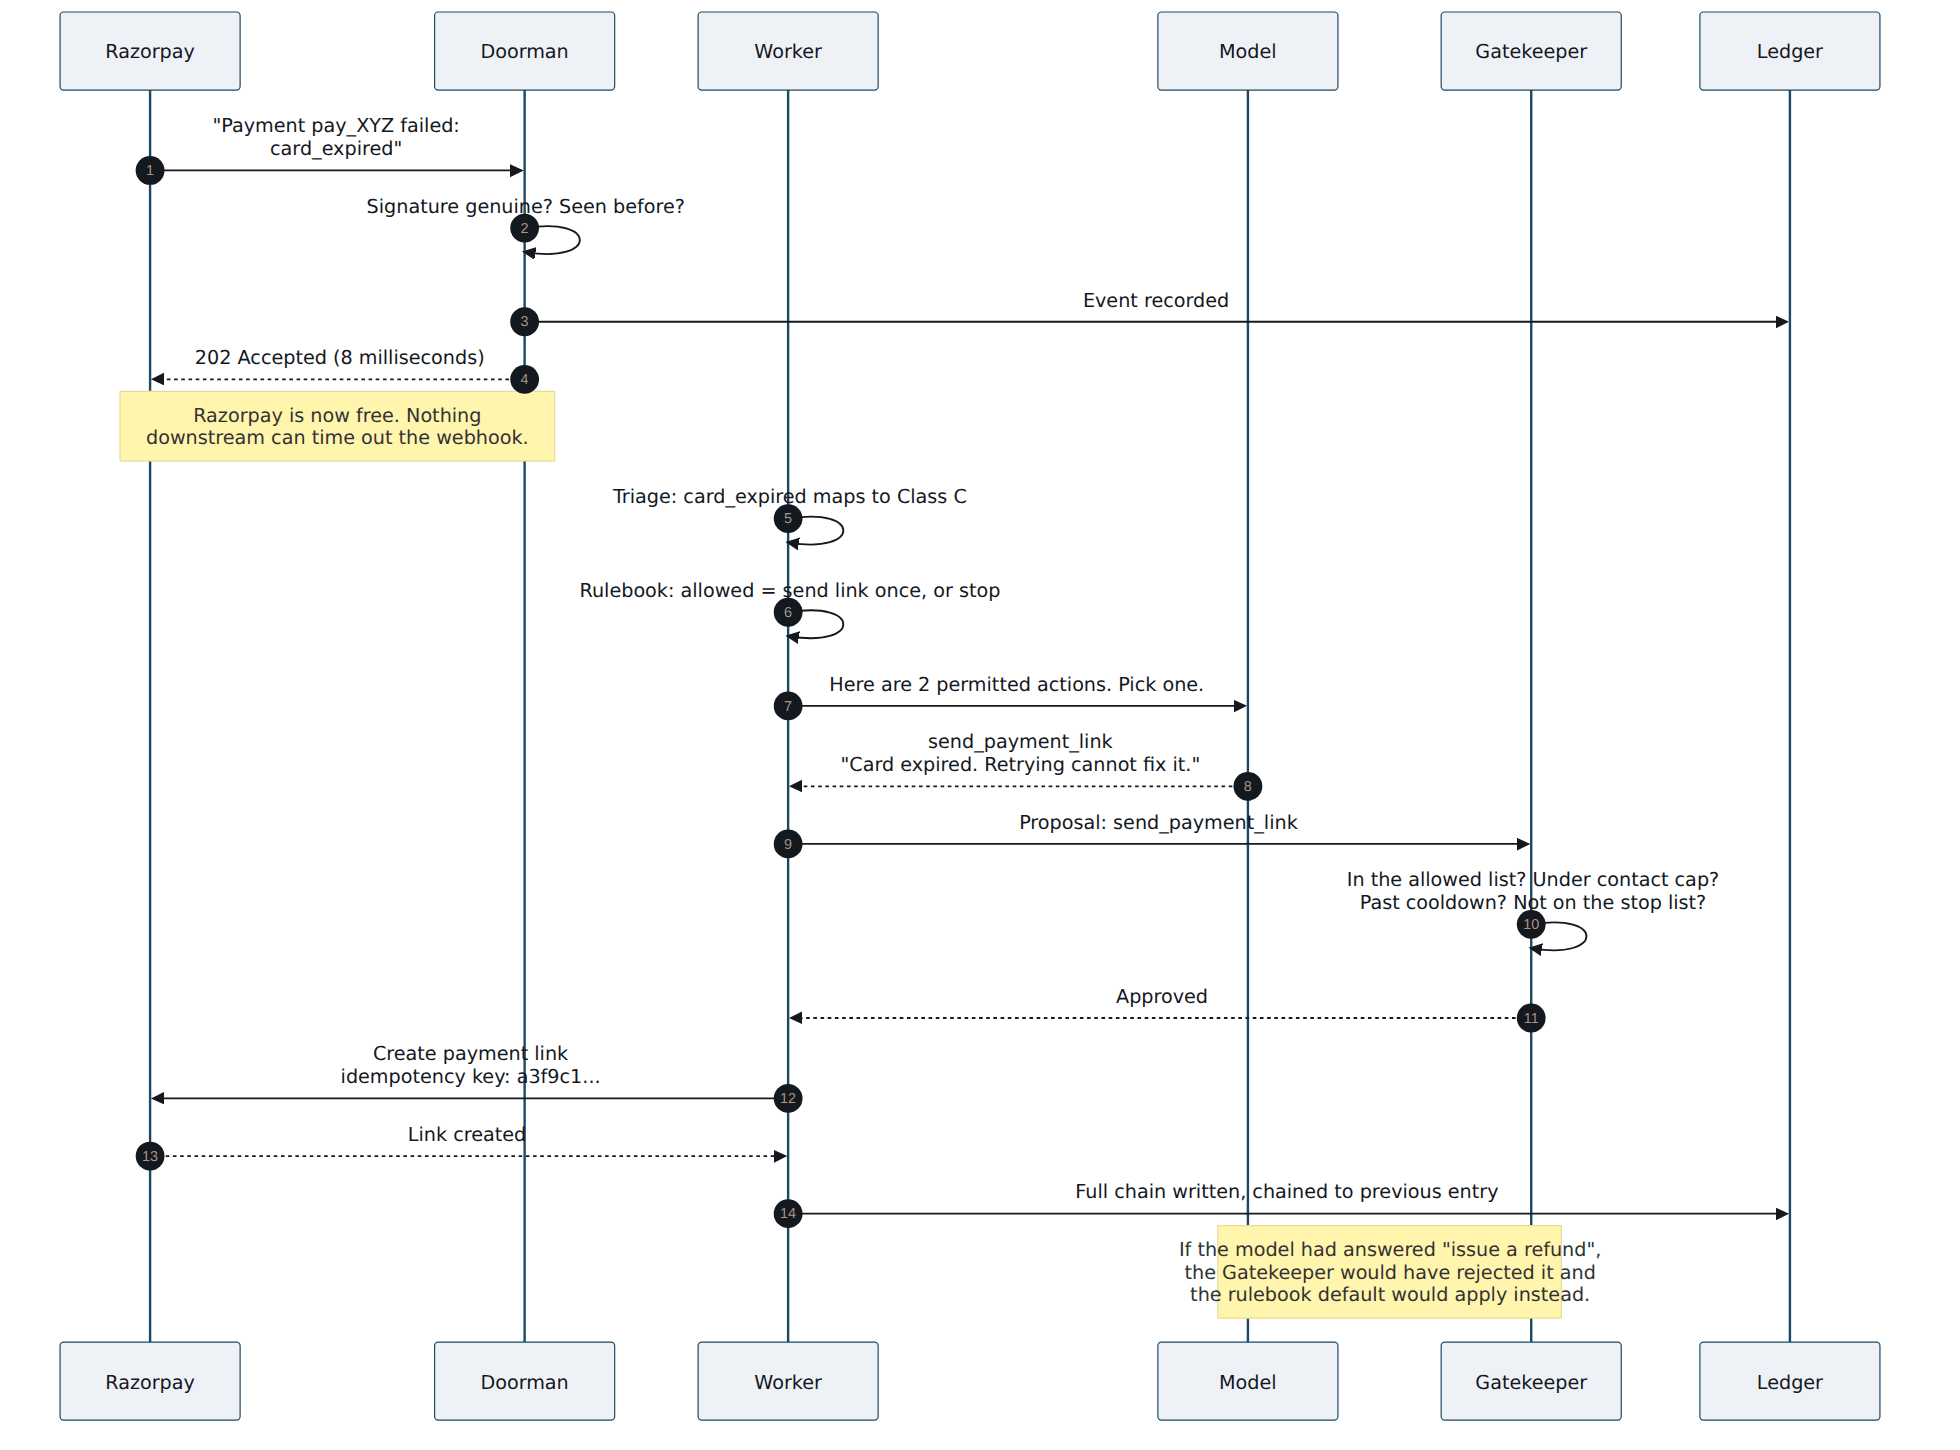 Razorpay
Doorman
Worker
Model
Gatekeeper
Ledger
"Payment pay_XYZ failed:
card_expired"
1
Signature genuine? Seen before?
2
Event recorded
3
202 Accepted (8 milliseconds)
4
Razorpay is now free. Nothing
downstream can time out the webhook.
Triage: card_expired maps to Class C
5
Rulebook: allowed = send link once, or stop
6
Here are 2 permitted actions. Pick one.
7
send_payment_link
"Card expired. Retrying cannot fix it."
8
Proposal: send_payment_link
9
In the allowed list? Under contact cap?
Past cooldown? Not on the stop list?
10
Approved
11
Create payment link
idempotency key: a3f9c1...
12
Link created
13
Full chain written, chained to previous entry
14
If the model had answered "issue a refund",
the Gatekeeper would have rejected it and
the rulebook default would apply instead.
Razorpay
Doorman
Worker
Model
Gatekeeper
Ledger